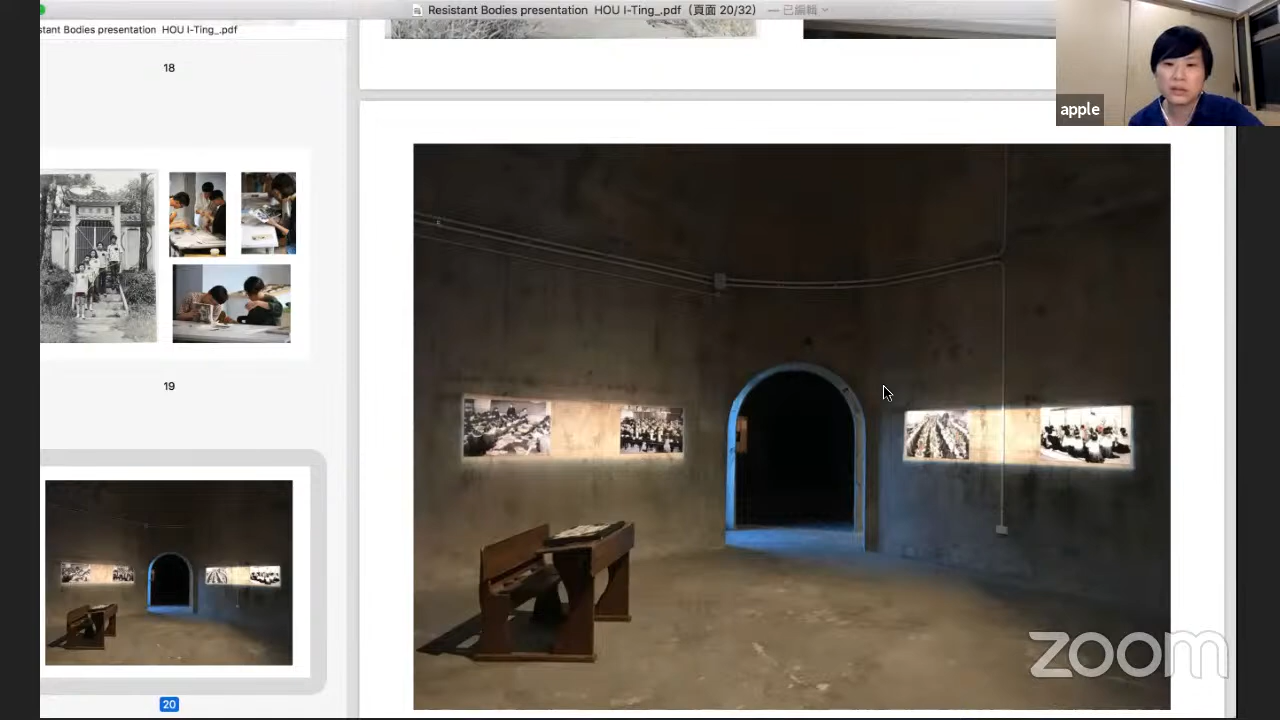 Resistant Bodies presentation HOU I-Ting_.pdf（頁面 20/32） — 已編輯
stant Bodies presentation HOU I-Ting_.pdf
18
apple
19
20
zoom